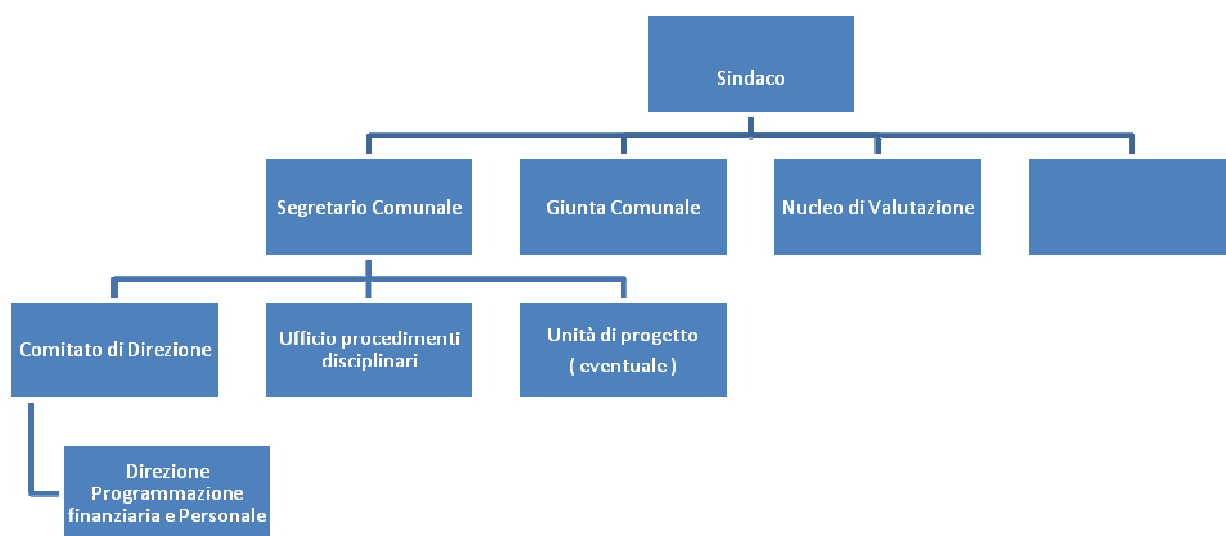 Sindaco
Segretario Comunale
Giunta Comunale
Nucleo di Valutazione
Comitato di Direzione
Ufficio procedimenti
disciplinari
Unità di progetto
( eventuale )
Direzione
Programmazione
finanziaria e Personale